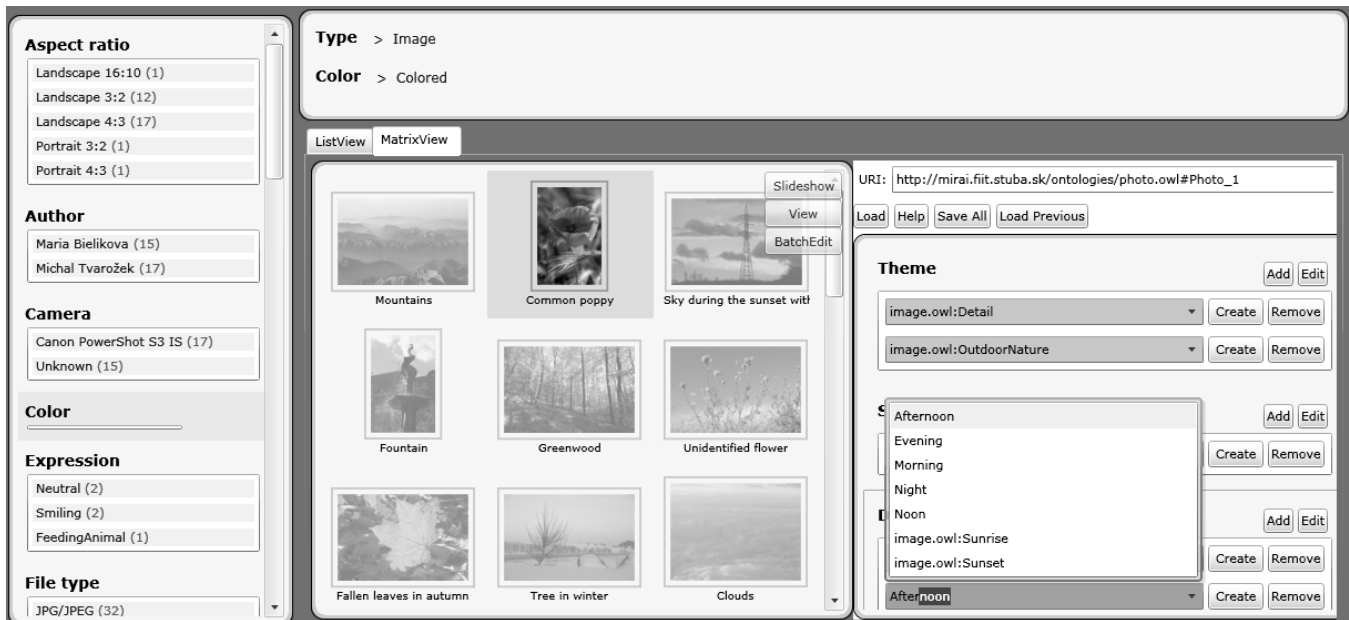 Aspect ratio
Landscape 16:10 (1)
Landscape 3:2 (12)
Landscape 4:3 (17)
Portrait 3:2 (1)
Portrait 4:3 (1)
Author
Maria Bielikova (15)
Michal Tvarožek (17)
Camera
Canon PowerShot S3 IS (17)
Unknown (15)
Color
Expression
Neutral (2)
Smiling (2)
FeedingAnimal (1)
File type
JPG/JPEG (32)
Type > Image
Color > Colored
ListView MatrixView
Slideshow
View
BatchEdit
Mountains Common poppy Sky during the sunset with
Fountain Greenwood Unidentified flower
Fallen leaves in autumn Tree in winter Clouds
URI: http://mirai.fiit.stuba.sk/ontologies/photo.owl#Photo_1
Load Help Save All Load Previous
Theme Add Edit
image.owl:Detail Create Remove
image.owl:OutdoorNature Create Remove
Add Edit
Create Remove
Add Edit
Create Remove
Afternoon
Evening
Morning
Night
Noon
image.owl:Sunrise
image.owl:Sunset
Afternoon Create Remove